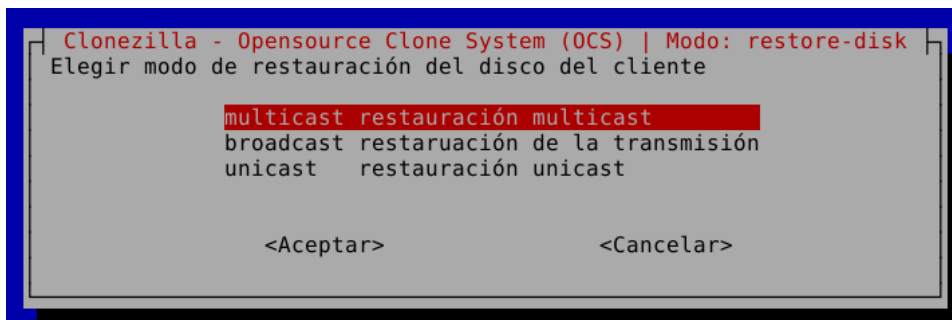 Clonezilla - Opensource Clone System (OCS) | Modo: restore-disk
Elegir modo de restauración del disco del cliente
multicast restauración multicast
broadcast restaruación de la transmisión
unicast   restauración unicast
<Aceptar>                <Cancelar>